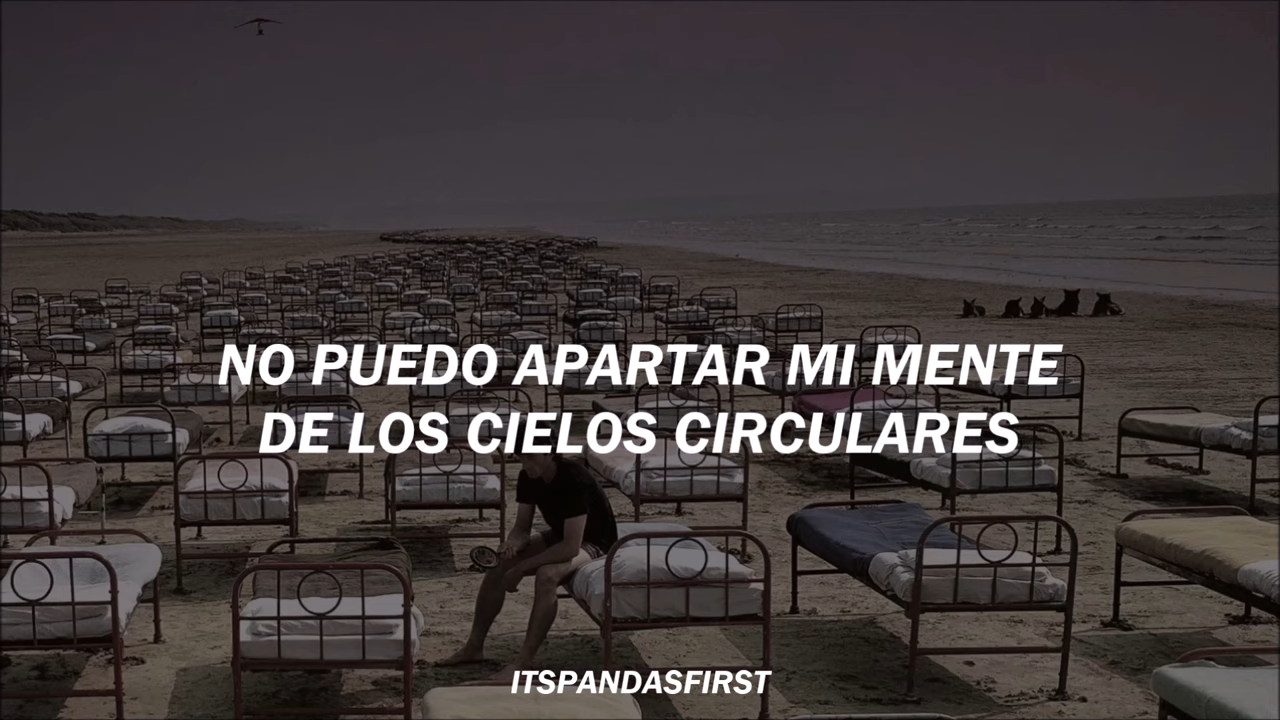 NO PUEDO APARTAR MI MENTE
DE LOS CIELOS CIRCULARES
ITSPANDASFIRST